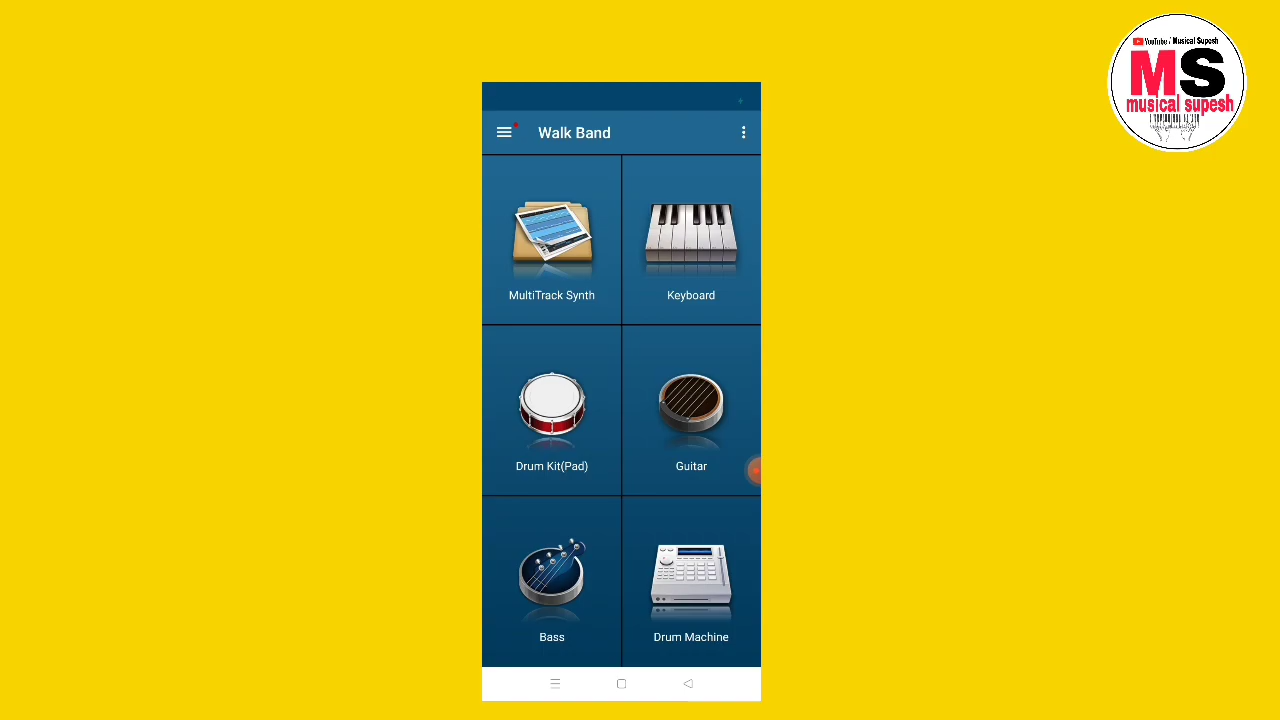 YouTube / Musical Supesh
MS
musical supesh
Walk Band
MultiTrack Synth
Keyboard
Drum Kit(Pad)
Guitar
Bass
Drum Machine